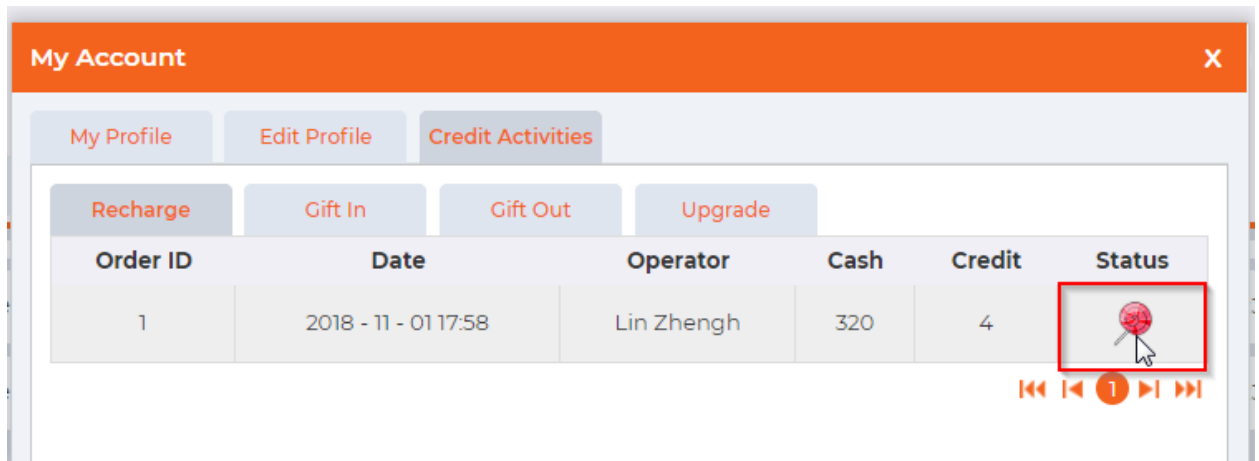 My Account X
My Profile Edit Profile Credit Activities
Recharge Gift In Gift Out Upgrade
Order ID Date Operator Cash Credit Status
1 2018 - 11 - 01 17:58 Lin Zhengh 320 4
1